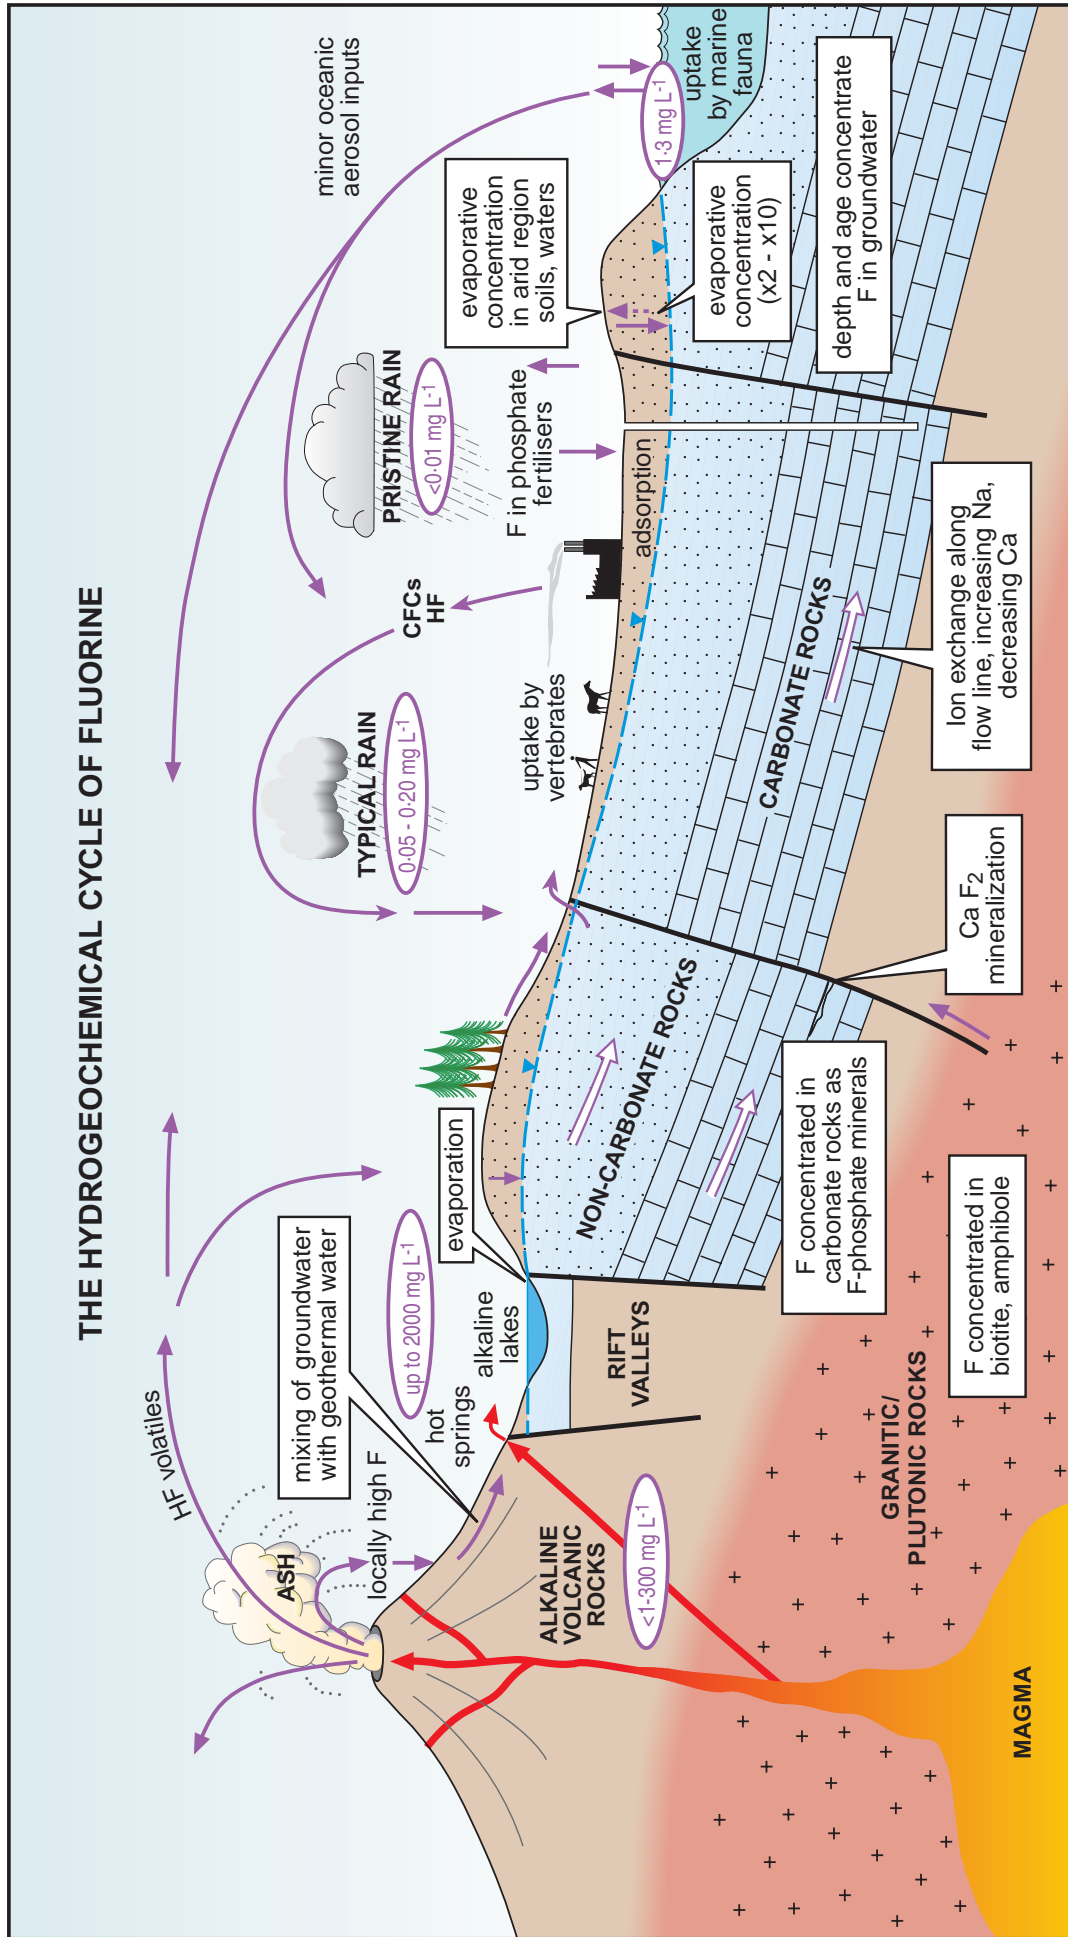 THE HYDROGEOCHEMICAL CYCLE OF FLUORINE
HF volatiles
minor oceanic
aerosol inputs
ASH
mixing of groundwater
with geothermal water
locally high F
up to 2000 mg L-1
hot
springs
alkaline
lakes
evaporation
TYPICAL RAIN
0·05 - 0·20 mg L-1
CFCs
HF
PRISTINE RAIN
<0·01 mg L-1
F in phosphate
fertilisers
uptake by
vertebrates
adsorption
evaporative
concentration
in arid region
soils, waters
1·3 mg L-1
uptake
by marine
fauna
evaporative
concentration
(x2 - x10)
depth and age concentrate
F in groundwater
ALKALINE
VOLCANIC
ROCKS
<1-300 mg L-1
RIFT
VALLEYS
NON-CARBONATE ROCKS
CARBONATE ROCKS
F concentrated in
carbonate rocks as
F-phosphate minerals
Ca F2
mineralization
Ion exchange along
flow line, increasing Na,
decreasing Ca
GRANITIC/
PLUTONIC ROCKS
F concentrated in
biotite, amphibole
MAGMA